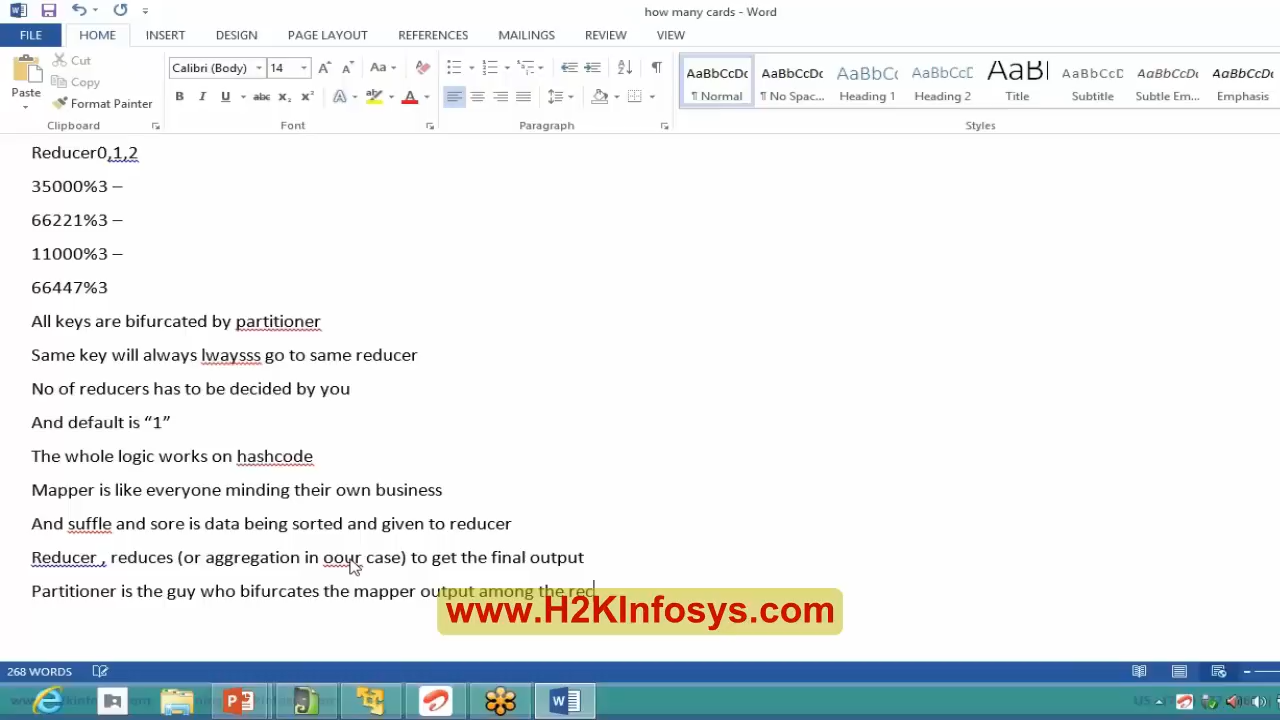 how many cards - Word
FILE HOME INSERT DESIGN PAGE LAYOUT REFERENCES MAILINGS REVIEW VIEW
Paste
Cut
Copy
Format Painter
Clipboard
Calibri (Body) 14
Font
Paragraph
AaBbCcDc AaBbCcDc AaBbCc AaBbCcDc AaBl AaBbCcDc AaBbCcDc AaBbCcDc
¶ Normal ¶ No Spac... Heading 1 Heading 2 Title Subtitle Subtle Em... Emphasis
Styles
Reducer0,1,2
35000%3 –
66221%3 –
11000%3 –
66447%3
All keys are bifurcated by partitioner
Same key will always lwaysss go to same reducer
No of reducers has to be decided by you
And default is “1”
The whole logic works on hashcode
Mapper is like everyone minding their own business
And suffle and sore is data being sorted and given to reducer
Reducer , reduces (or aggregation in oour case) to get the final output
Partitioner is the guy who bifurcates the mapper output among the red
www.H2KInfosys.com
268 WORDS